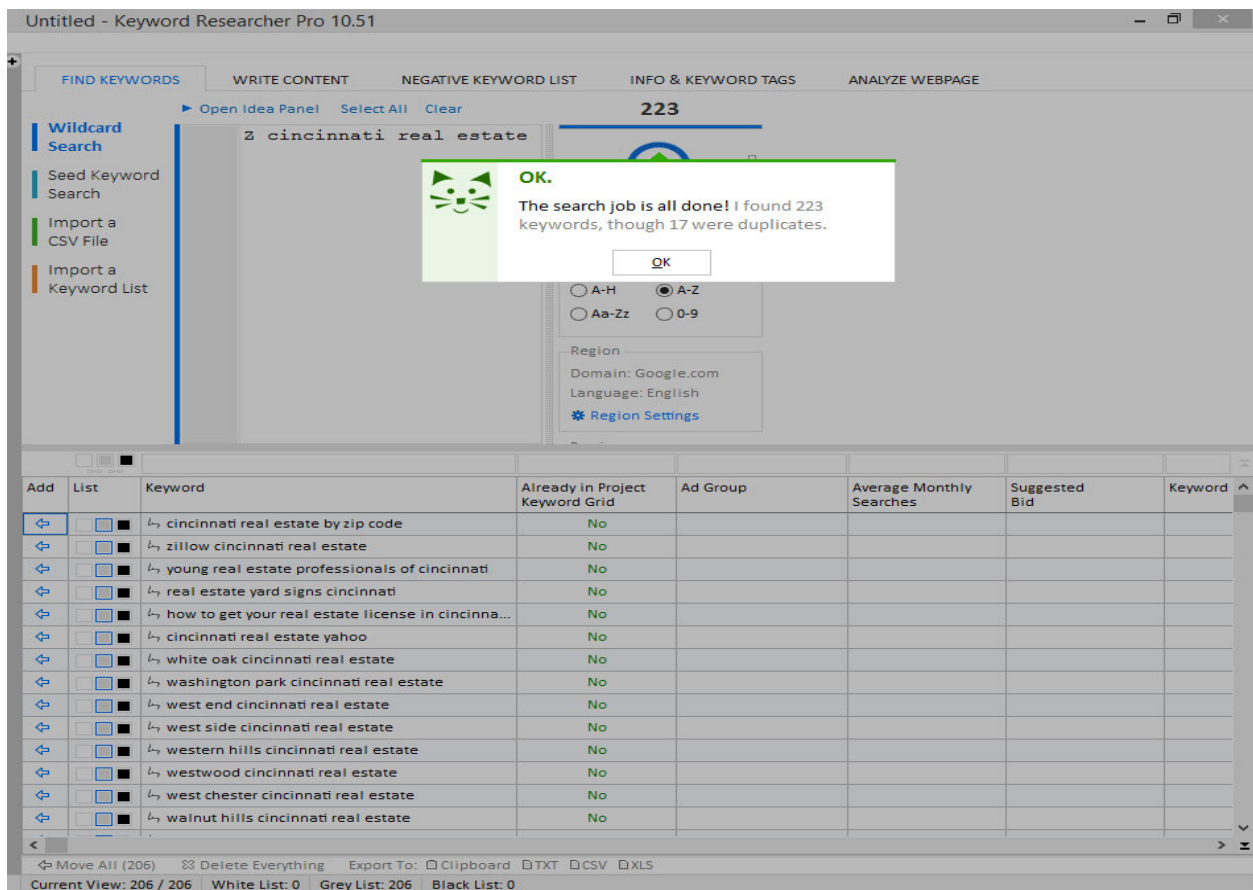 Untitled - Keyword Researcher Pro 10.51
FIND KEYWORDS WRITE CONTENT NEGATIVE KEYWORD LIST INFO & KEYWORD TAGS ANALYZE WEBPAGE
Open Idea Panel Select All Clear
223
Wildcard
Search
Seed Keyword
Search
Import a
CSV File
Import a
Keyword List
Z cincinnati real estate
OK.
The search job is all done! I found 223
keywords, though 17 were duplicates.
OK
A-H A-Z
Aa-Zz 0-9
Region
Domain: Google.com
Language: English
Region Settings
Add List Keyword Already in Project Keyword Grid Ad Group Average Monthly Searches Suggested Bid Keyword
cincinnati real estate by zip code No
zillow cincinnati real estate No
young real estate professionals of cincinnati No
real estate yard signs cincinnati No
how to get your real estate license in cincinna... No
cincinnati real estate yahoo No
white oak cincinnati real estate No
washington park cincinnati real estate No
west end cincinnati real estate No
west side cincinnati real estate No
western hills cincinnati real estate No
westwood cincinnati real estate No
west chester cincinnati real estate No
walnut hills cincinnati real estate No
Move All (206) Delete Everything Export To: Clipboard TXT CSV XLS
Current View: 206 / 206 White List: 0 Grey List: 206 Black List: 0